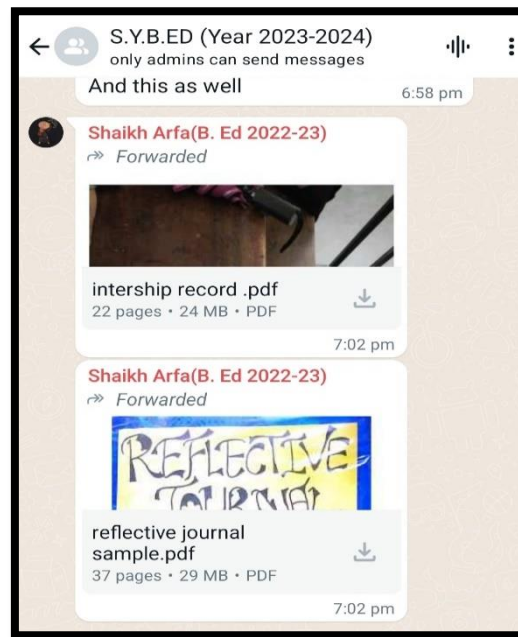 S.Y.B.ED (Year 2023-2024)
only admins can send messages
And this as well
6:58 pm
Shaikh Arfa(B. Ed 2022-23)
Forwarded
intership record .pdf
22 pages • 24 MB • PDF
7:02 pm
Shaikh Arfa(B. Ed 2022-23)
Forwarded
REFLECTIVE
JOURNAL
reflective journal
sample.pdf
37 pages • 29 MB • PDF
7:02 pm